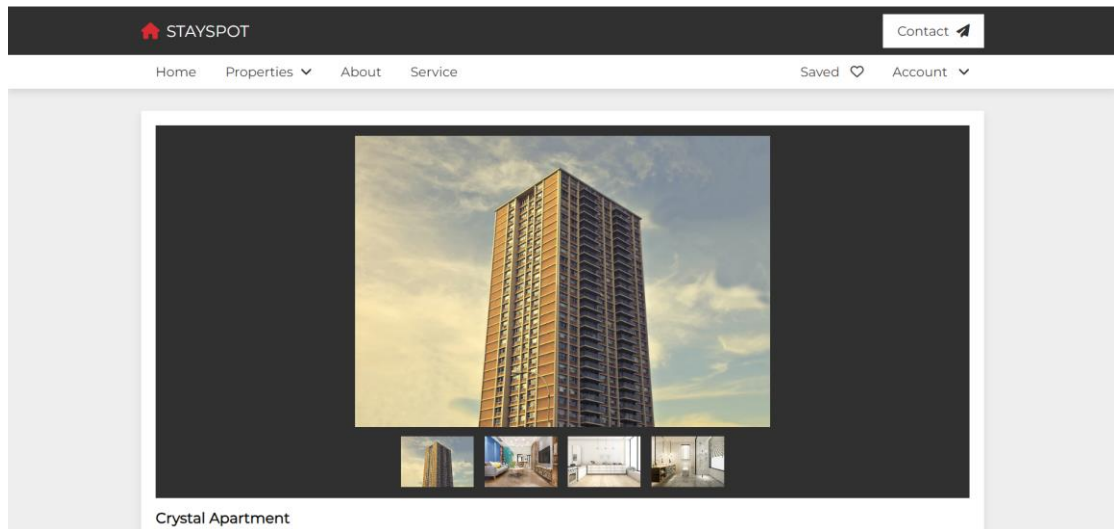 STAYSPOT
Contact
Home Properties About Service Saved Account
Crystal Apartment